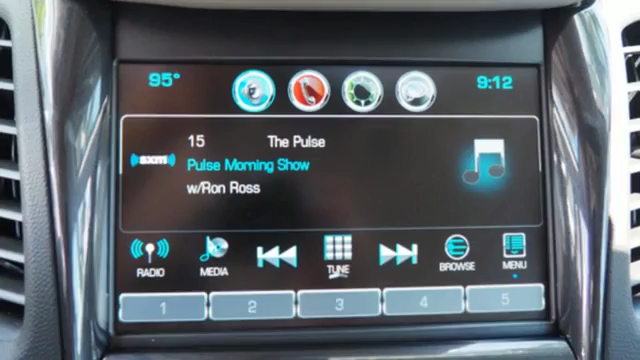 95° 9:12
15 The Pulse
sxm Pulse Morning Show
w/Ron Ross
RADIO MEDIA TUNE BROWSE MENU
1 2 3 4 5